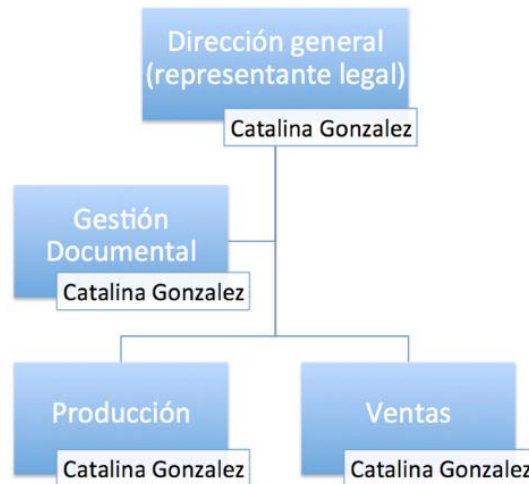 Dirección general
(representante legal)
Catalina Gonzalez
Gestión
Documental
Catalina Gonzalez
Producción
Catalina Gonzalez
Ventas
Catalina Gonzalez